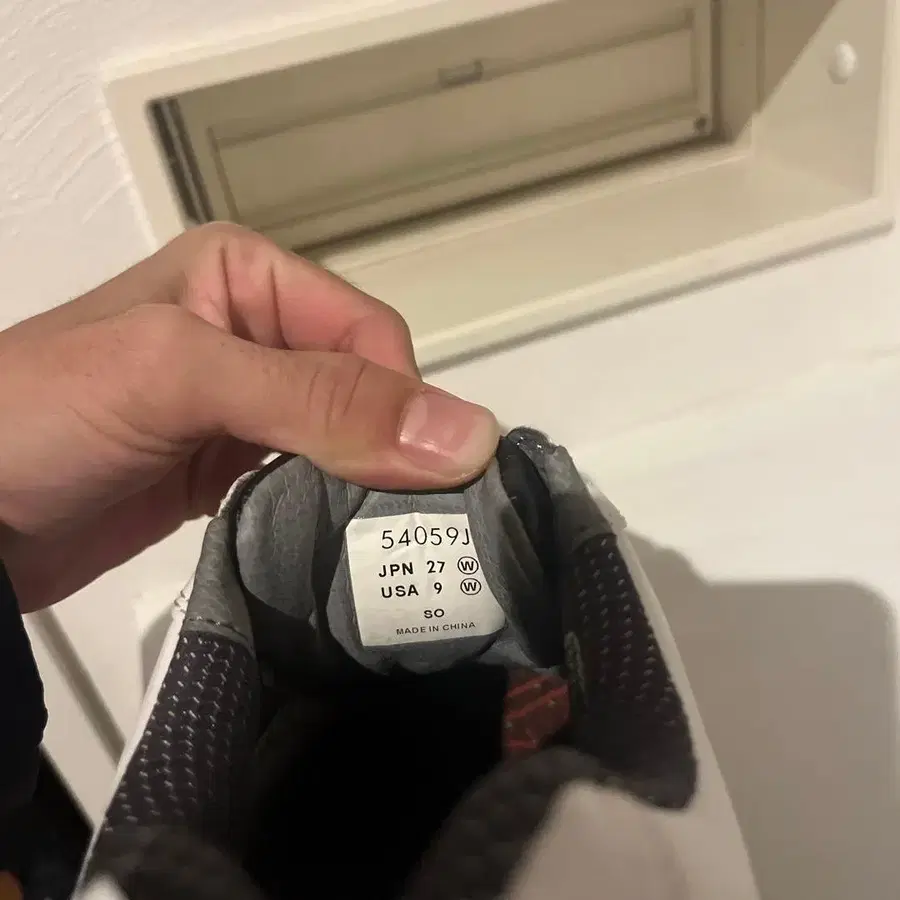 54059J
JPN 27 Ⓦ
USA 9 Ⓦ
SO
MADE IN CHINA